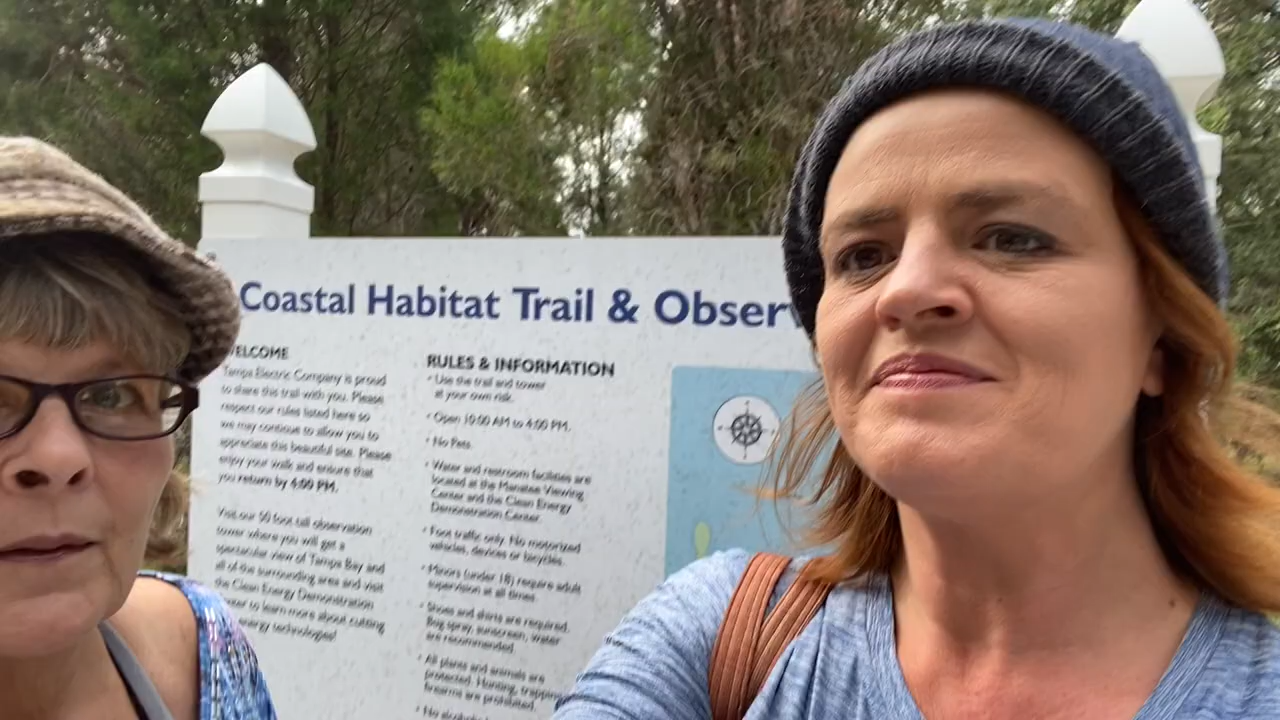 Coastal Habitat Trail & Observ
WELCOME
Tampa Electric Company is proud
to share this trail with you. Please
respect our rules listed here so
we may continue to allow you to
appreciate this beautiful site. Please
enjoy your walk and ensure that
you return by 4:00 PM.
Visit our 50 foot tall observation
tower where you will get a
spectacular view of Tampa Bay and
all of the surrounding area and visit
the Clean Energy Demonstration
to learn more about cutting
energy technologies!
RULES & INFORMATION
• Use the trail and tower
at your own risk.
• Open 10:00 AM to 4:00 PM.
• No Pets.
• Water and restroom facilities are
located at the Manatee Viewing
Center and the Clean Energy
Demonstration Center.
• Foot traffic only. No motorized
vehicles, devices or bicycles.
• Minors (under 18) require adult
supervision at all times.
• Shoes and shirts are required.
Bug spray, sunscreen, water
are recommended.
• All plants and animals are
protected. Hunting, trapping
firearms are prohibited.
• No alcoholic